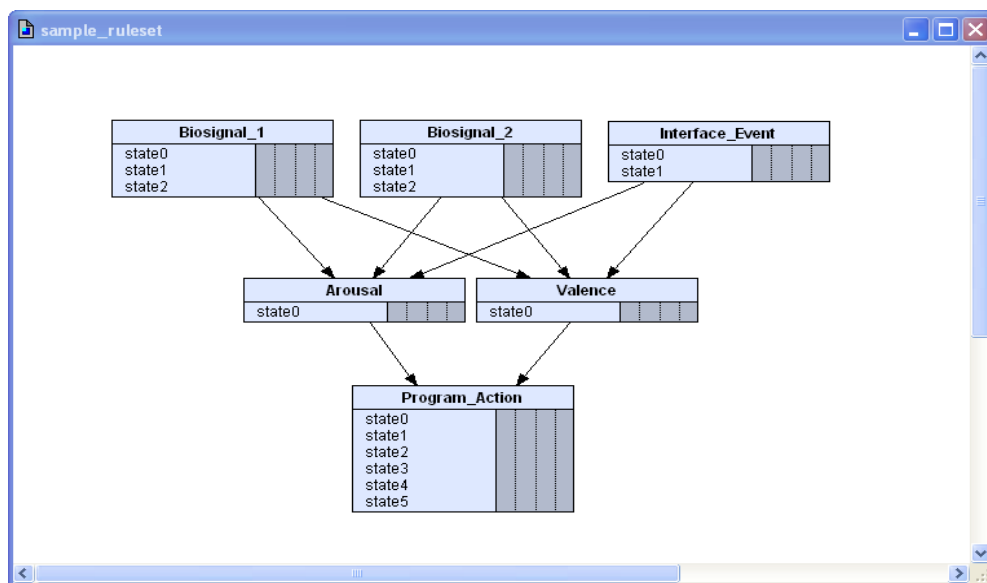 sample_ruleset
Biosignal_1
state0
state1
state2
Biosignal_2
state0
state1
state2
Interface_Event
state0
state1
Arousal
state0
Valence
state0
Program_Action
state0
state1
state2
state3
state4
state5